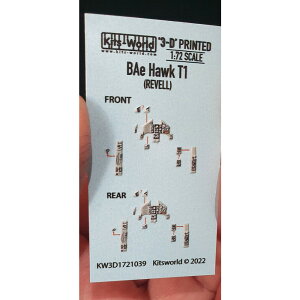 Kits-World
www.kits-world.com
"3-D" PRINTED
1:72 SCALE
BAe Hawk T1
(REVELL)
FRONT
REAR
KW3D1721039
Kitsworld © 2022